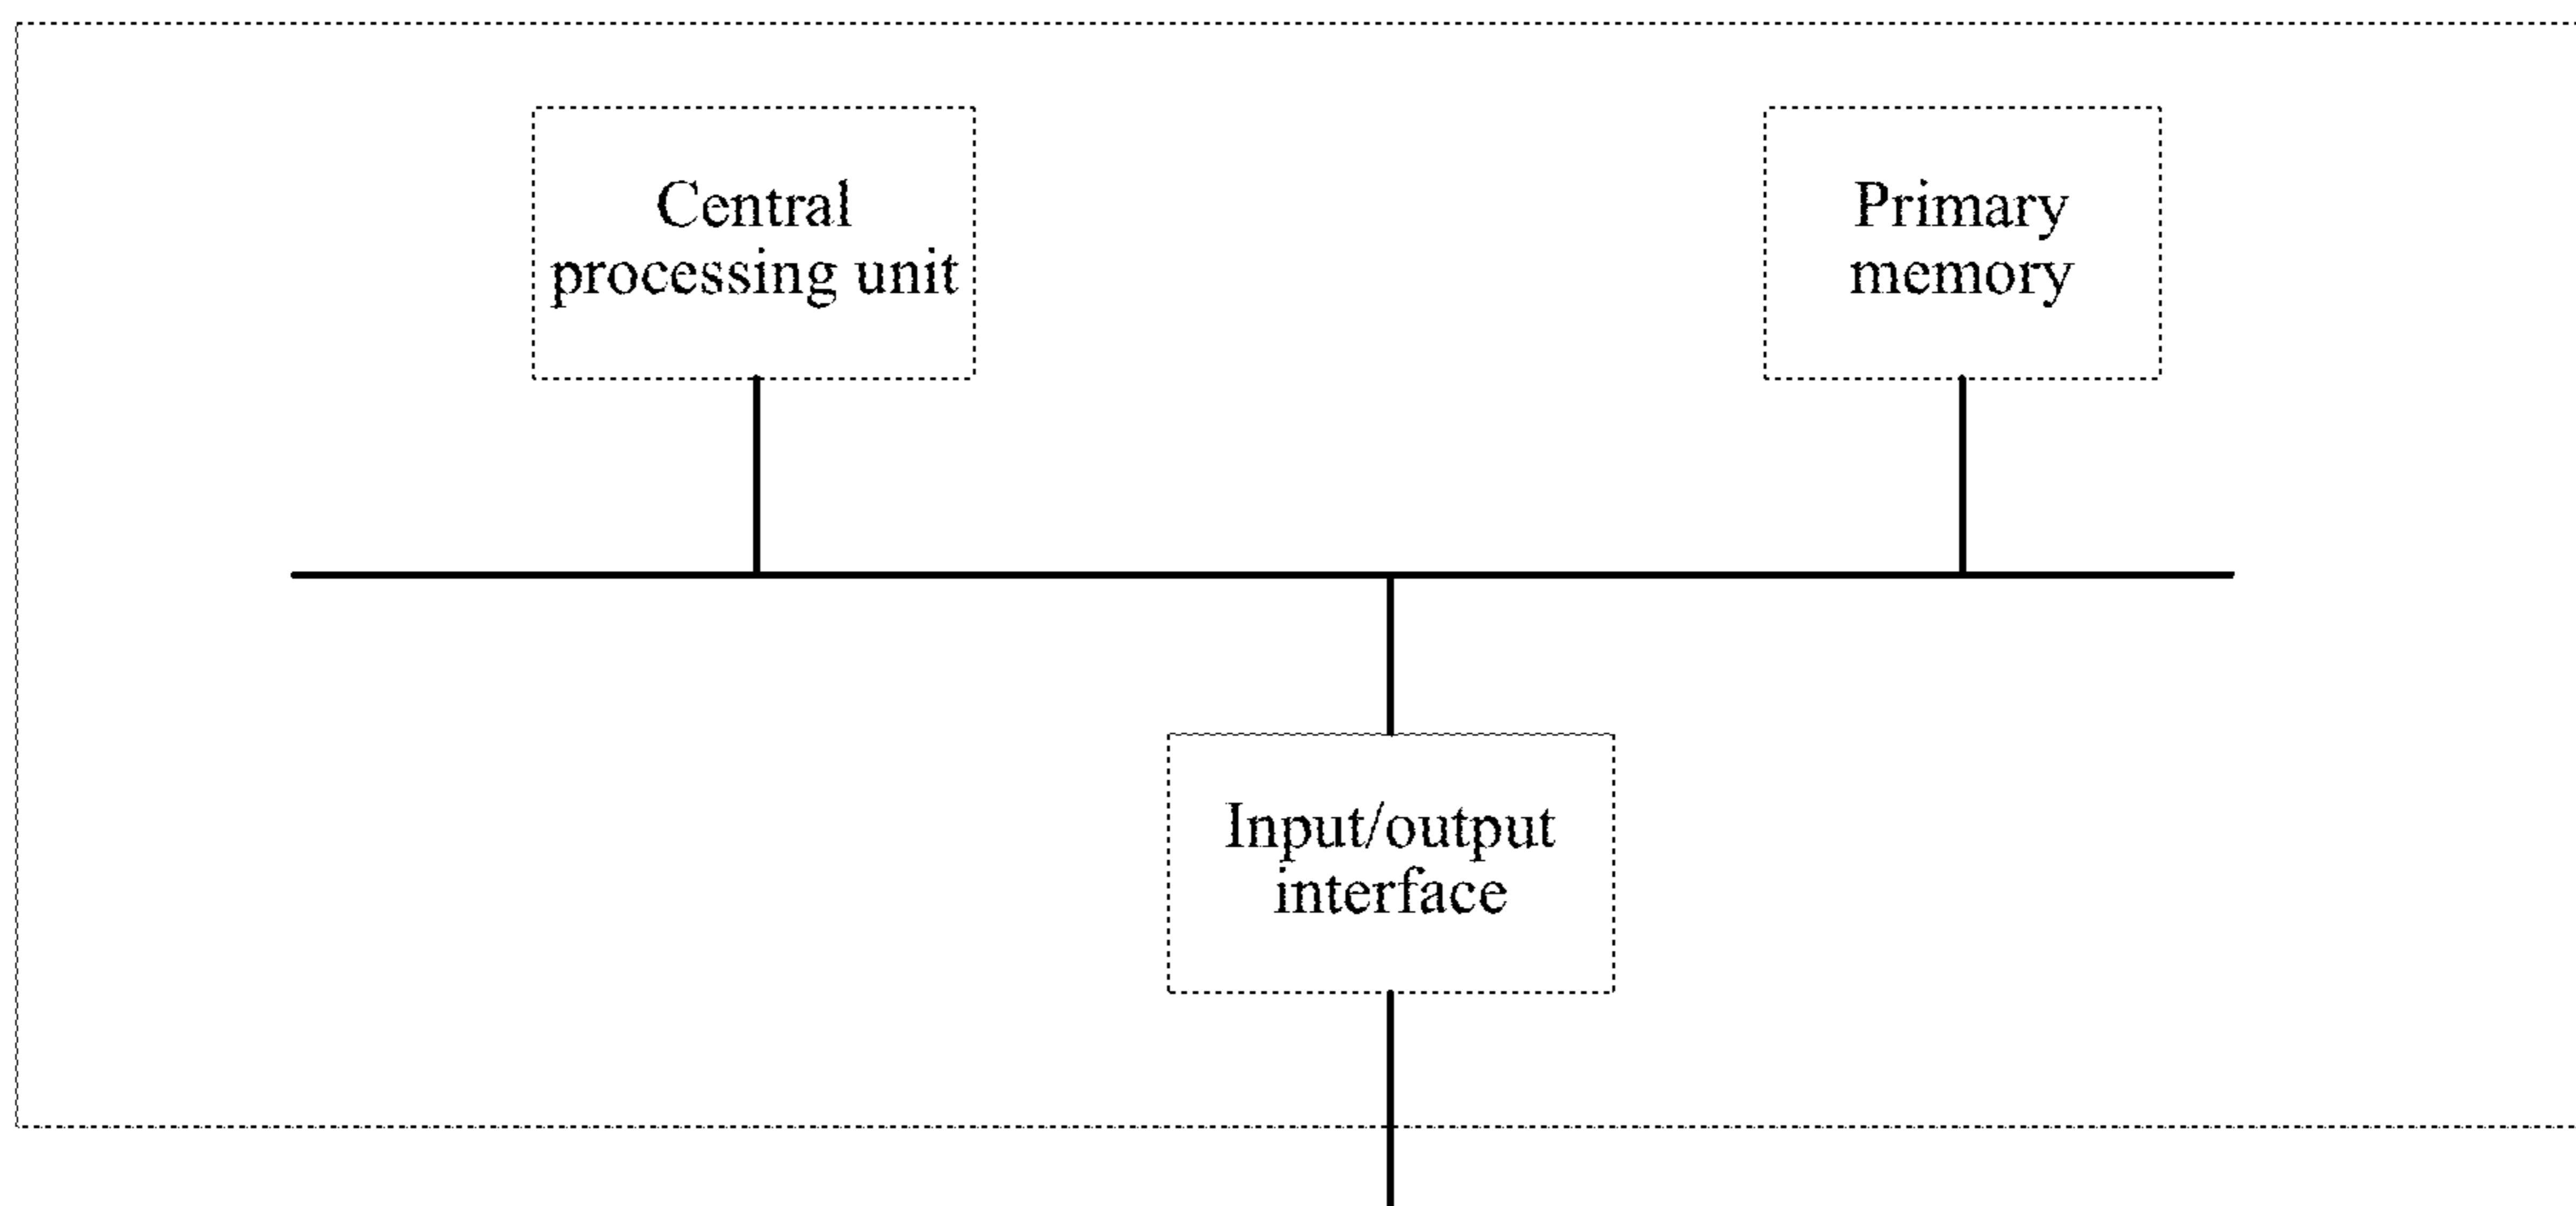 Central
processing unit
Primary
memory
Input/output
interface